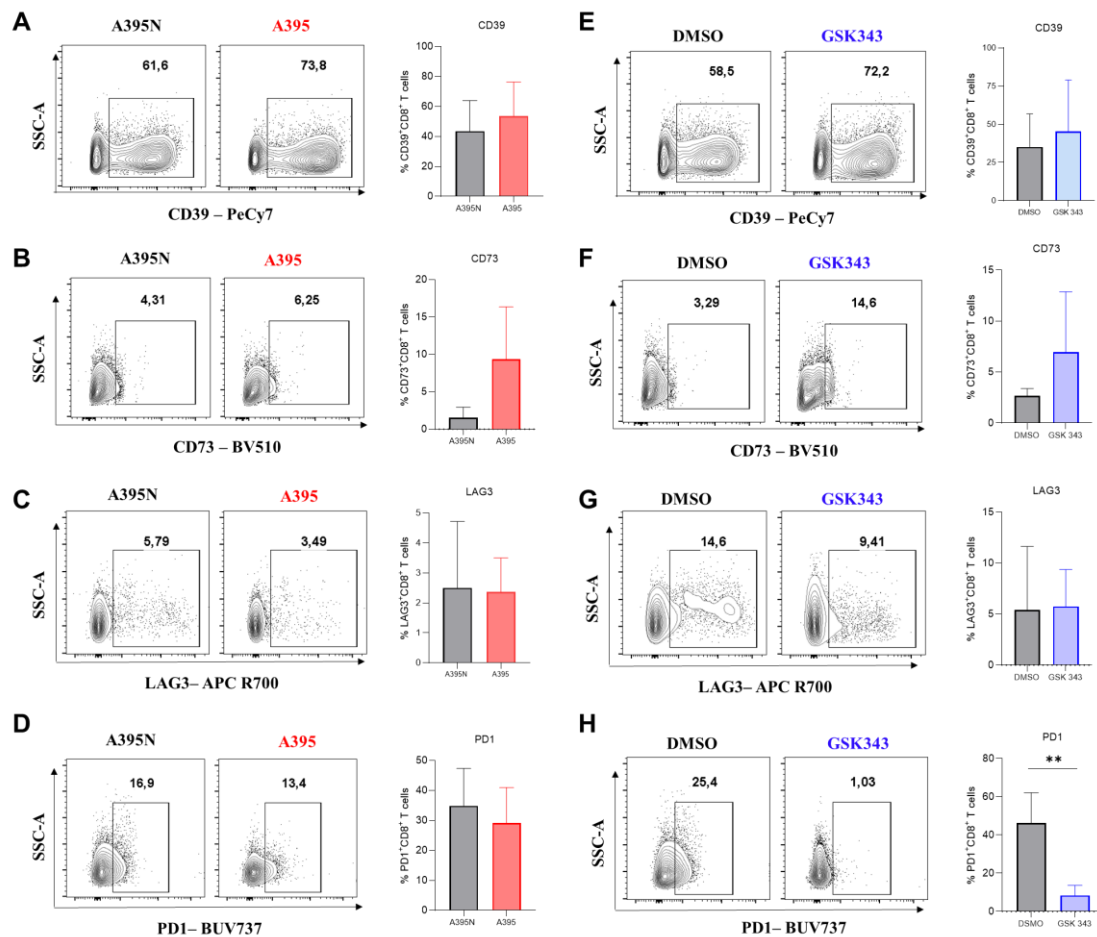 A
A395N
A395
61,6
73,8
SSC-A
CD39 – PeCy7
CD39
% CD39⁺CD8⁺ T cells
100
80
60
40
20
0
A395N
A395
B
A395N
A395
4,31
6,25
SSC-A
CD73 – BV510
CD73
% CD73⁺CD8⁺ T cells
20
15
10
5
0
A395N
A395
C
A395N
A395
5,79
3,49
SSC-A
LAG3– APC R700
LAG3
% LAG3⁺CD8⁺ T cells
5
4
3
2
1
0
A395N
A395
D
A395N
A395
16,9
13,4
SSC-A
PD1– BUV737
PD1
% PD1⁺CD8⁺ T cells
50
40
30
20
10
0
A395N
A395
E
DMSO
GSK343
58,5
72,2
SSC-A
CD39 – PeCy7
CD39
% CD39⁺CD8⁺ T cells
100
75
50
25
0
DMSO
GSK 343
F
DMSO
GSK343
3,29
14,6
SSC-A
CD73 – BV510
CD73
% CD73⁺CD8⁺ T cells
15
10
5
0
DMSO
GSK 343
G
DMSO
GSK343
14,6
9,41
SSC-A
LAG3– APC R700
LAG3
% LAG3⁺CD8⁺ T cells
15
10
5
0
DMSO
GSK 343
H
DMSO
GSK343
25,4
1,03
SSC-A
PD1– BUV737
PD1
**
% PD1⁺CD8⁺ T cells
80
60
40
20
0
DSMO
GSK 343